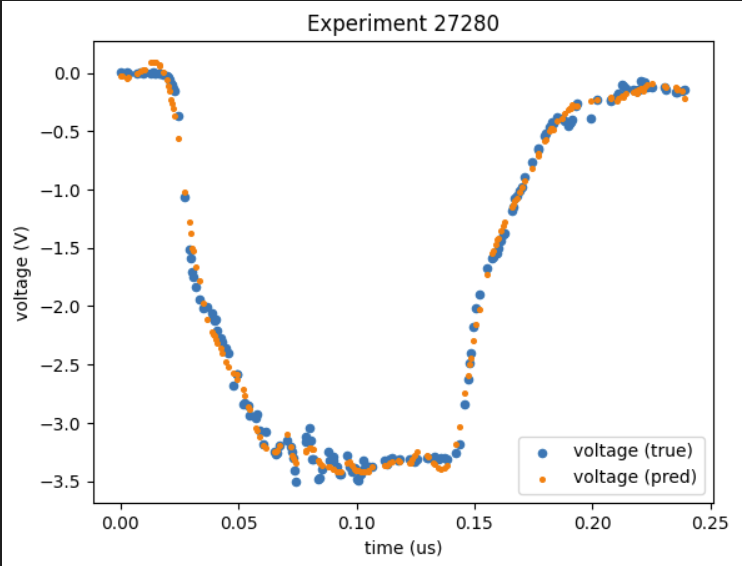 Experiment 27280
0.0
−0.5
−1.0
−1.5
−2.0
−2.5
−3.0
−3.5
voltage (V)
voltage (true)
voltage (pred)
0.00 0.05 0.10 0.15 0.20 0.25
time (us)